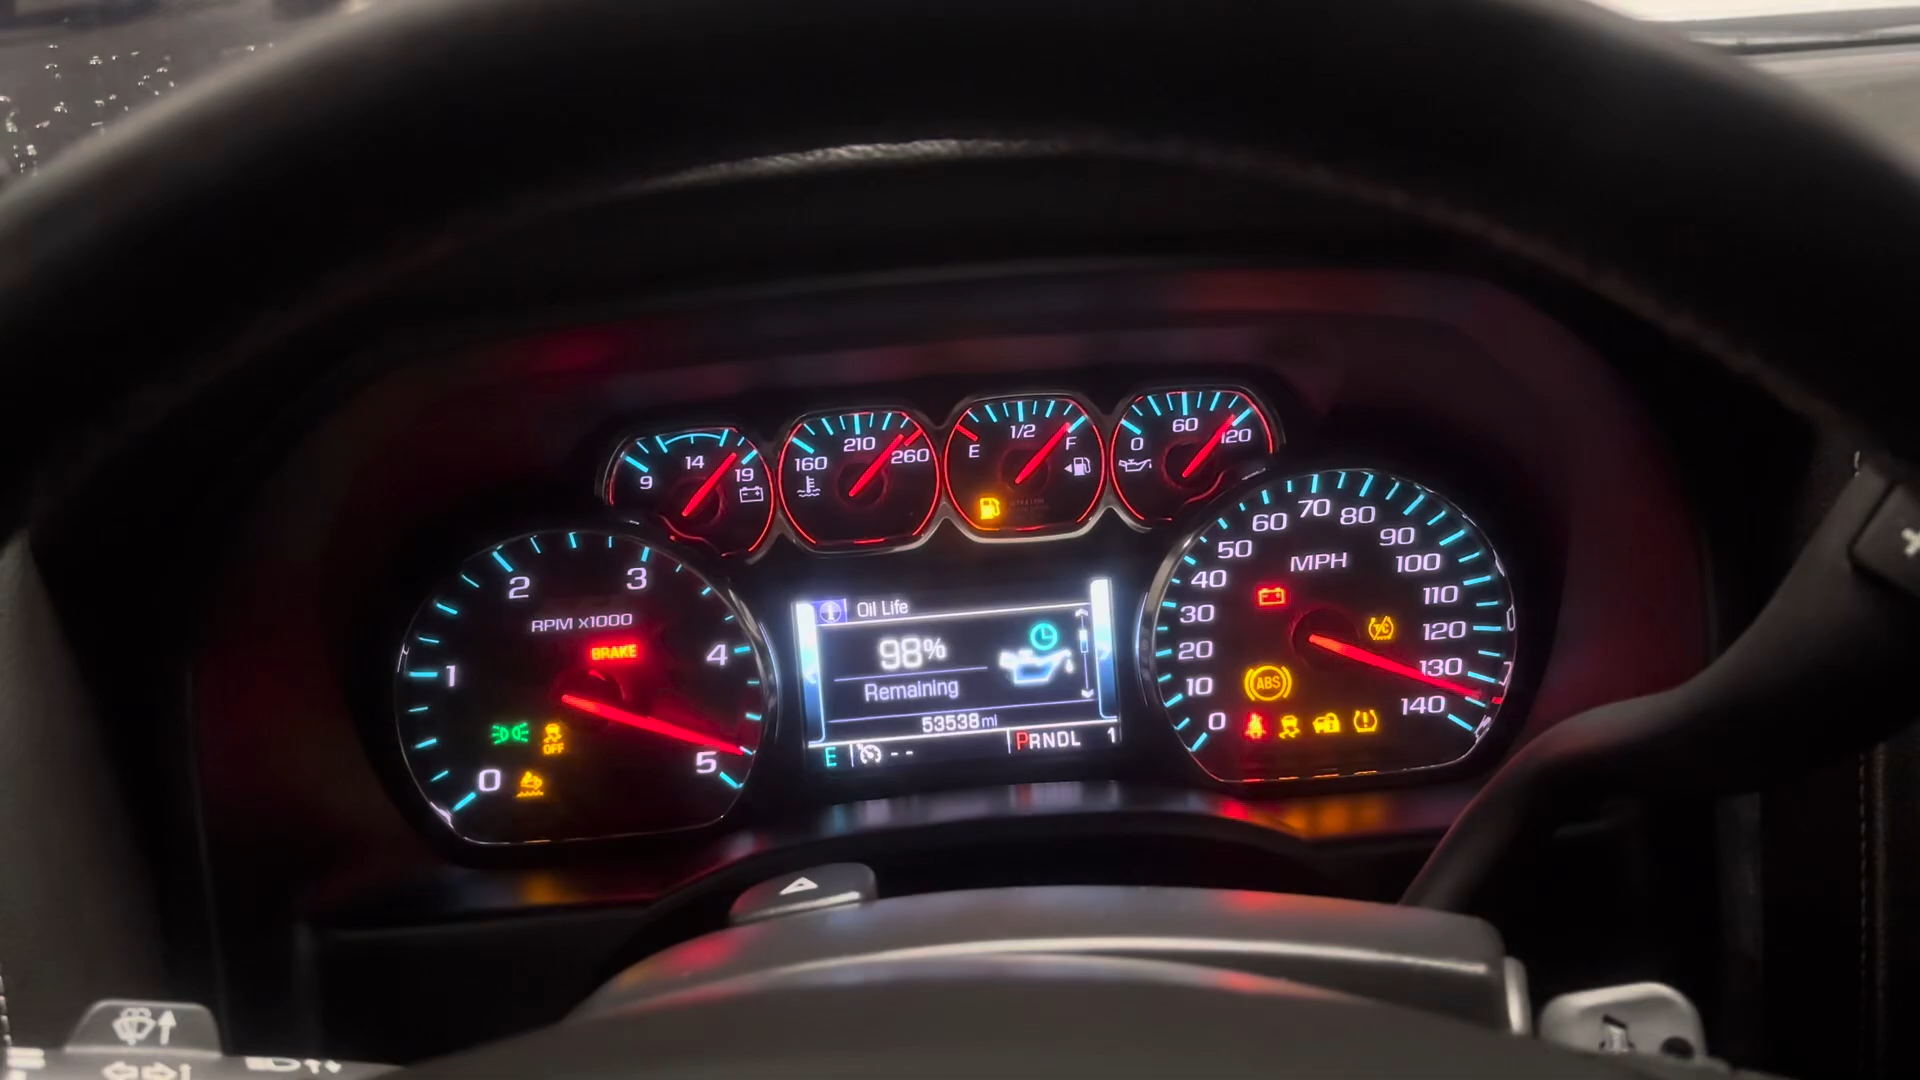 9 14 19
160 210 260
E 1/2 F
0 60 120
0 1 2 3 4 5
RPM x1000
BRAKE
OFF
Oil Life
98%
Remaining
53538 mi
E -- PRNDL 1
0 10 20 30 40 50 60 70 80 90 100 110 120 130 140
MPH
T/C
ABS